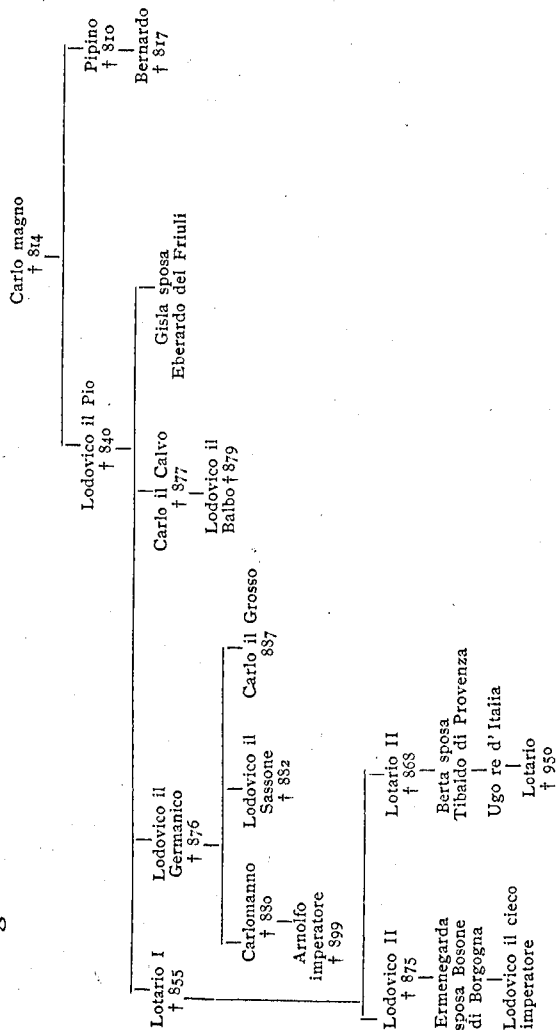 Carlo magno
† 814
Lodovico il Pio
† 840
Pipino
† 810
Bernardo
† 817
Lotario I
† 855
Lodovico il
Germanico
† 876
Carlo il Calvo
† 877
Lodovico il
Balbo † 879
Gisla sposa
Eberardo del Friuli
Carlomanno
† 880
Arnolfo
imperatore
† 899
Lodovico il
Sassone
† 882
Carlo il Grosso
887
Lodovico II
† 875
Ermenegarda
sposa Bosone
di Borgogna
Lodovico il cieco
imperatore
Lotario II
† 868
Berta sposa
Tibaldo di Provenza
Ugo re d'Italia
Lotario
† 950